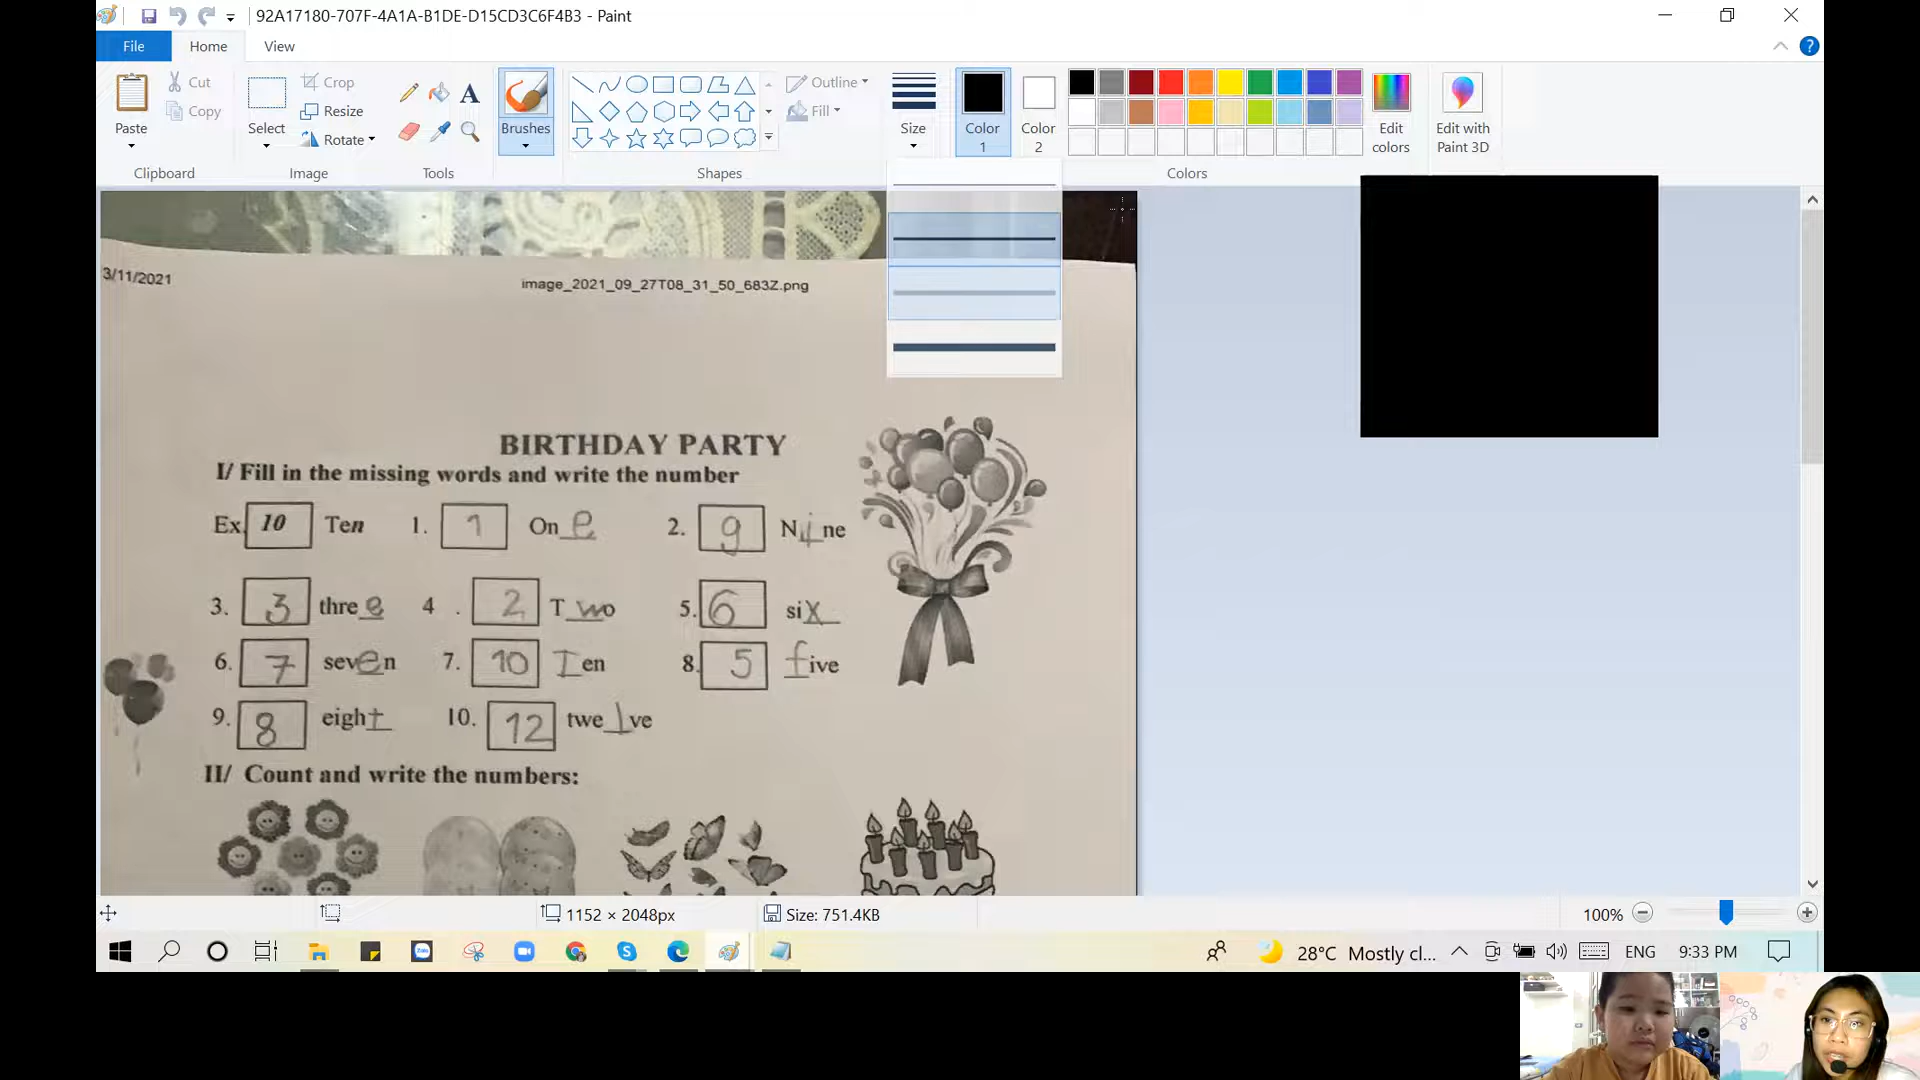 92A17180-707F-4A1A-B1DE-D15CD3C6F4B3 - Paint
File Home View
Paste
Cut
Copy
Clipboard
Select
Crop
Resize
Rotate
Image
A
Tools
Brushes
Outline
Fill
Shapes
Size
Color 1
Color 2
Edit colors
Edit with Paint 3D
Colors
3/11/2021
image_2021_09_27T08_31_50_683Z.png
BIRTHDAY PARTY
I/ Fill in the missing words and write the number
Ex. 10 Ten 1. 1 One 2. 9 Nine
3. 3 three 4 . 2 Two 5. 6 six
6. 7 seven 7. 10 Ten 8. 5 five
9. 8 eight 10. 12 twelve
II/ Count and write the numbers:
1152 × 2048px Size: 751.4KB 100%
Zalo
28°C Mostly cl... ENG 9:33 PM